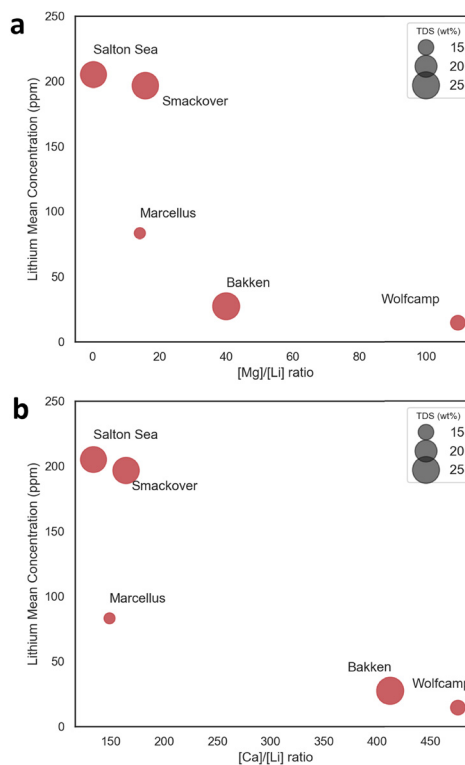 a
250
200
150
100
50
0
Lithium Mean Concentration (ppm)
Salton Sea
Smackover
Marcellus
Bakken
Wolfcamp
TDS (wt%)
15
20
25
0 20 40 60 80 100
[Mg]/[Li] ratio
b
250
200
150
100
50
0
Lithium Mean Concentration (ppm)
Salton Sea
Smackover
Marcellus
Bakken
Wolfcamp
TDS (wt%)
15
20
25
150 200 250 300 350 400 450
[Ca]/[Li] ratio